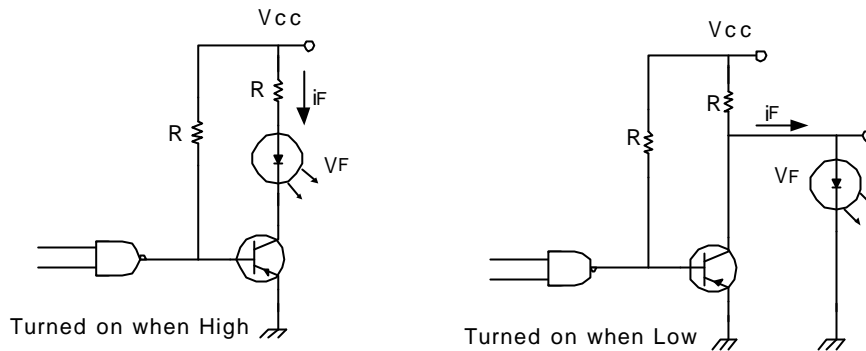 Vcc
R
iF
R
VF
Turned on when High
Vcc
R
iF
R
VF
Turned on when Low